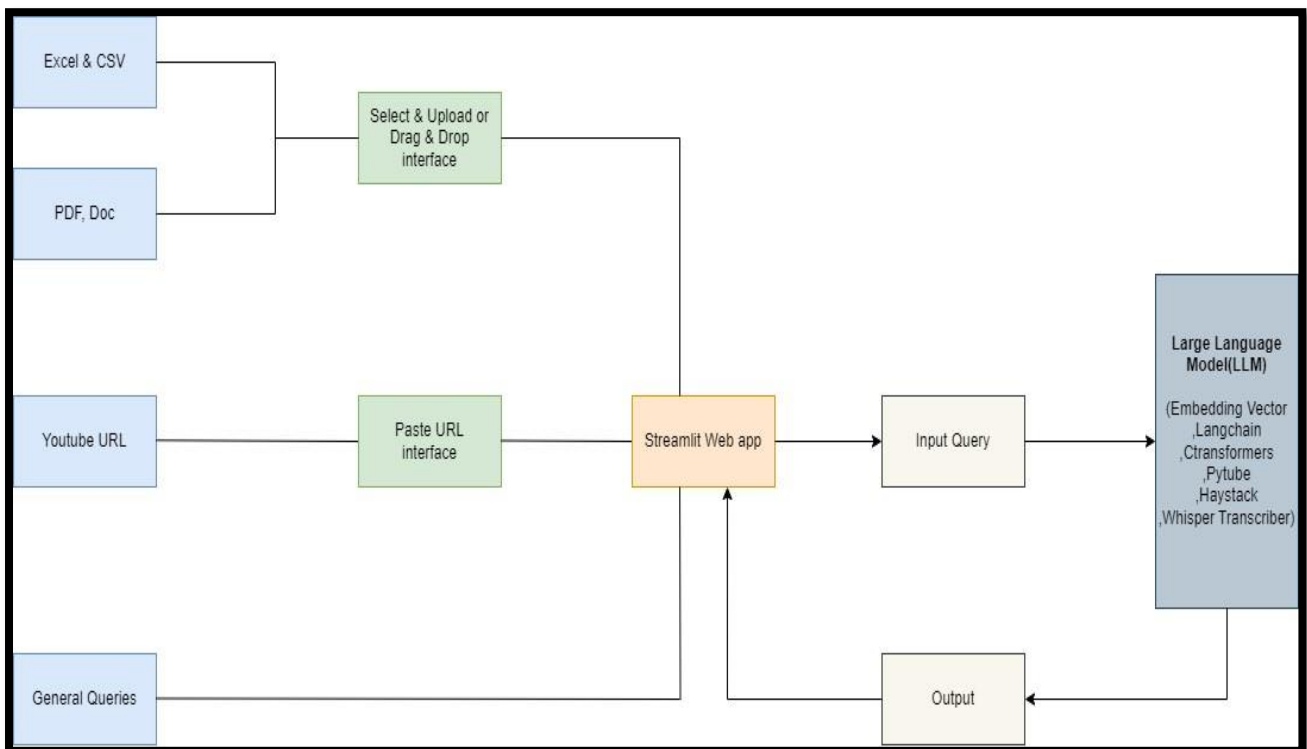 Excel & CSV
Select & Upload or
Drag & Drop
interface
PDF, Doc
Youtube URL
Paste URL
interface
Streamlit Web app
Input Query
Large Language
Model(LLM)
(Embedding Vector
,Langchain
,Ctransformers
,Pytube
,Haystack
,Whisper Transcriber)
General Queries
Output